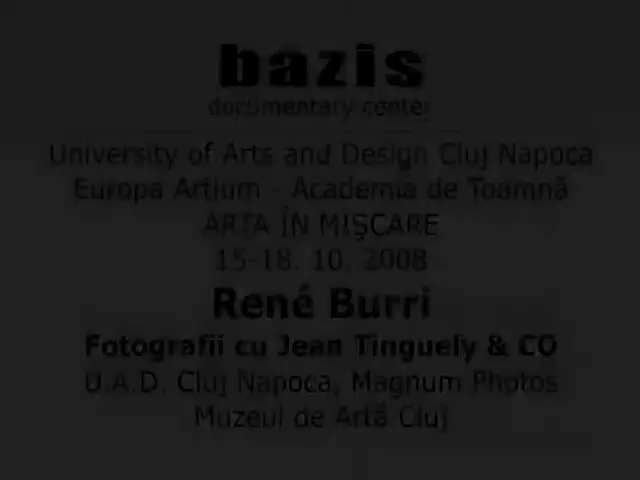 bazis
documentary center
University of Arts and Design Cluj Napoca
Europa Artium - Academia de Toamnă
ARTA ÎN MIŞCARE
15-18. 10. 2008
René Burri
Fotografii cu Jean Tinguely & CO
U.A.D. Cluj Napoca, Magnum Photos
Muzeul de Artă Cluj